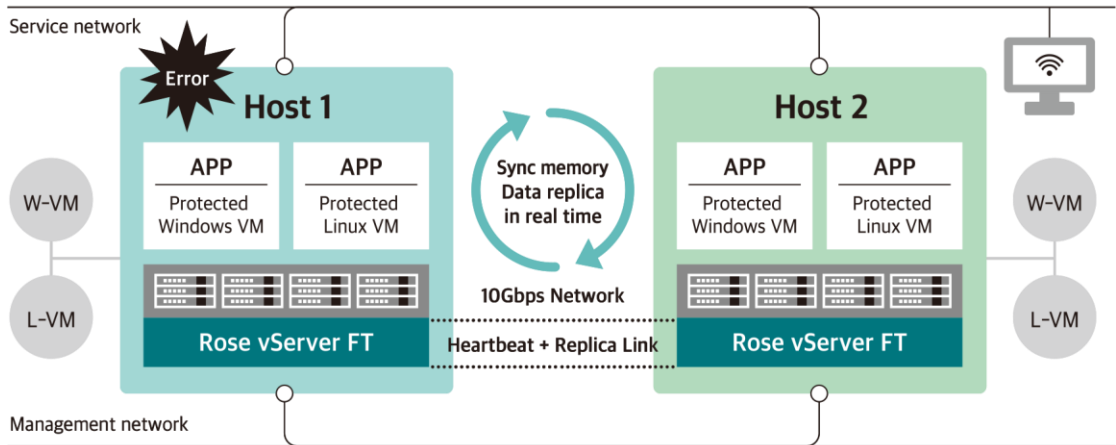 Service network
Error
Host 1
APP
Protected
Windows VM
APP
Protected
Linux VM
Rose vServer FT
W-VM
L-VM
Sync memory
Data replica
in real time
10Gbps Network
Heartbeat + Replica Link
Host 2
APP
Protected
Windows VM
APP
Protected
Linux VM
Rose vServer FT
W-VM
L-VM
Management network